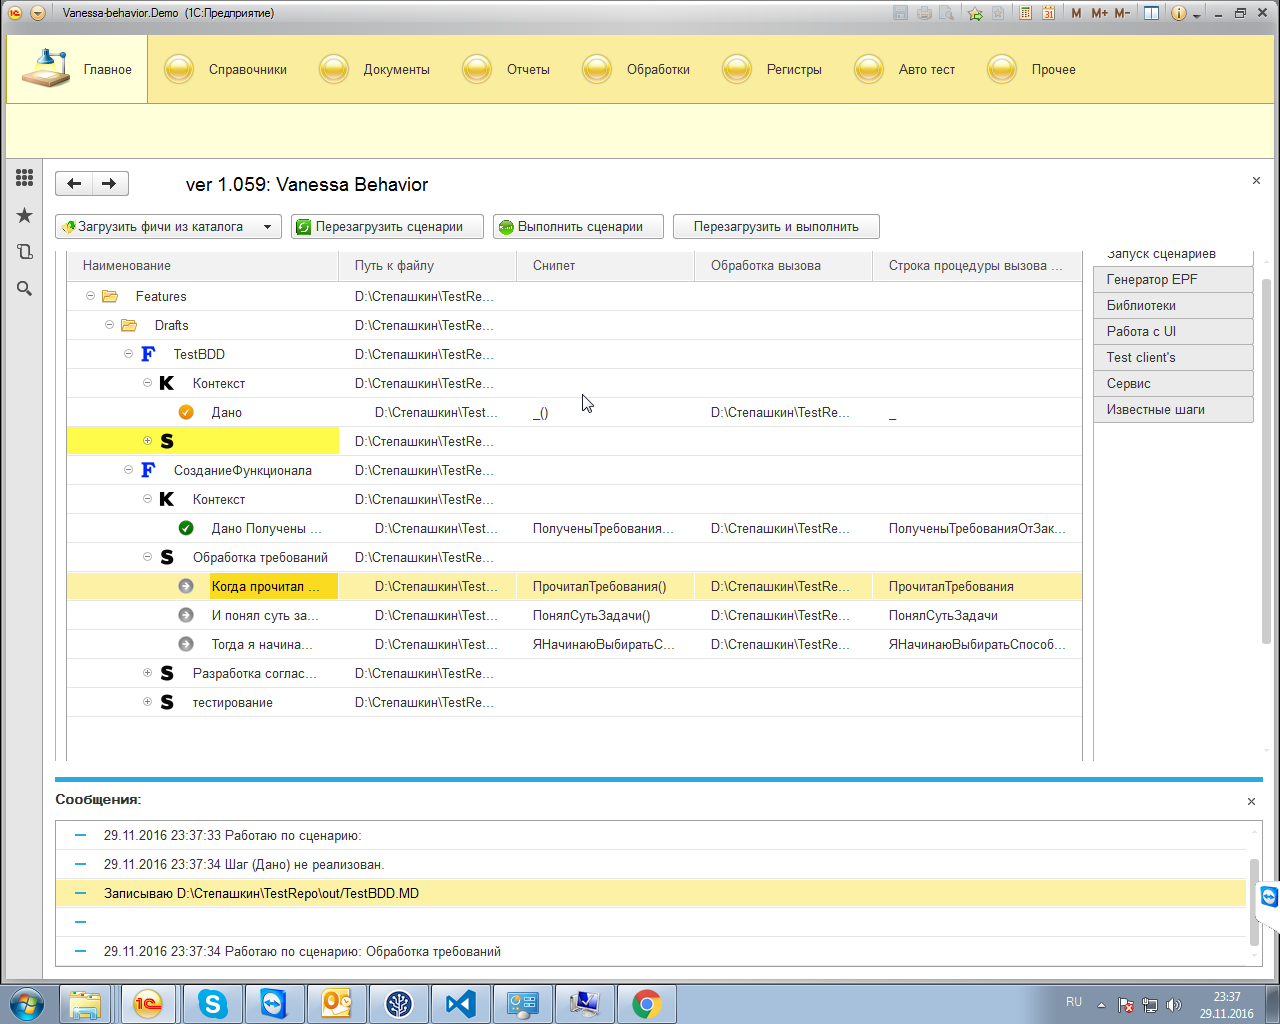 Vanessa-behavior.Demo (1С:Предприятие)
M M+ M-
Главное Справочники Документы Отчеты Обработки Регистры Авто тест Прочее
ver 1.059: Vanessa Behavior
Загрузить фичи из каталога Перезагрузить сценарии Выполнить сценарии Перезагрузить и выполнить
Наименование Путь к файлу Снипет Обработка вызова Строка процедуры вызова ...
Features D:\Степашкин\TestRe...
Drafts D:\Степашкин\TestRe...
F TestBDD D:\Степашкин\TestRe...
K Контекст D:\Степашкин\TestRe...
Дано D:\Степашкин\Test... _() D:\Степашкин\TestRe... _
S D:\Степашкин\TestRe...
F СозданиеФункционала D:\Степашкин\TestRe...
K Контекст D:\Степашкин\TestRe...
Дано Получены ... D:\Степашкин\Test... ПолученыТребования... D:\Степашкин\TestRe... ПолученыТребованияОтЗак...
S Обработка требований D:\Степашкин\TestRe...
Когда прочитал ... D:\Степашкин\Test... ПрочиталТребования() D:\Степашкин\TestRe... ПрочиталТребования
И понял суть за... D:\Степашкин\Test... ПонялСутьЗадачи() D:\Степашкин\TestRe... ПонялСутьЗадачи
Тогда я начина... D:\Степашкин\Test... ЯНачинаюВыбиратьС... D:\Степашкин\TestRe... ЯНачинаюВыбиратьСпособ...
S Разработка соглас... D:\Степашкин\TestRe...
S тестирование D:\Степашкин\TestRe...
Запуск сценариев
Генератор EPF
Библиотеки
Работа с UI
Test client's
Сервис
Известные шаги
Сообщения:
29.11.2016 23:37:33 Работаю по сценарию:
29.11.2016 23:37:34 Шаг (Дано) не реализован.
Записываю D:\Степашкин\TestRepo\out/TestBDD.MD
29.11.2016 23:37:34 Работаю по сценарию: Обработка требований
RU
23:37
29.11.2016